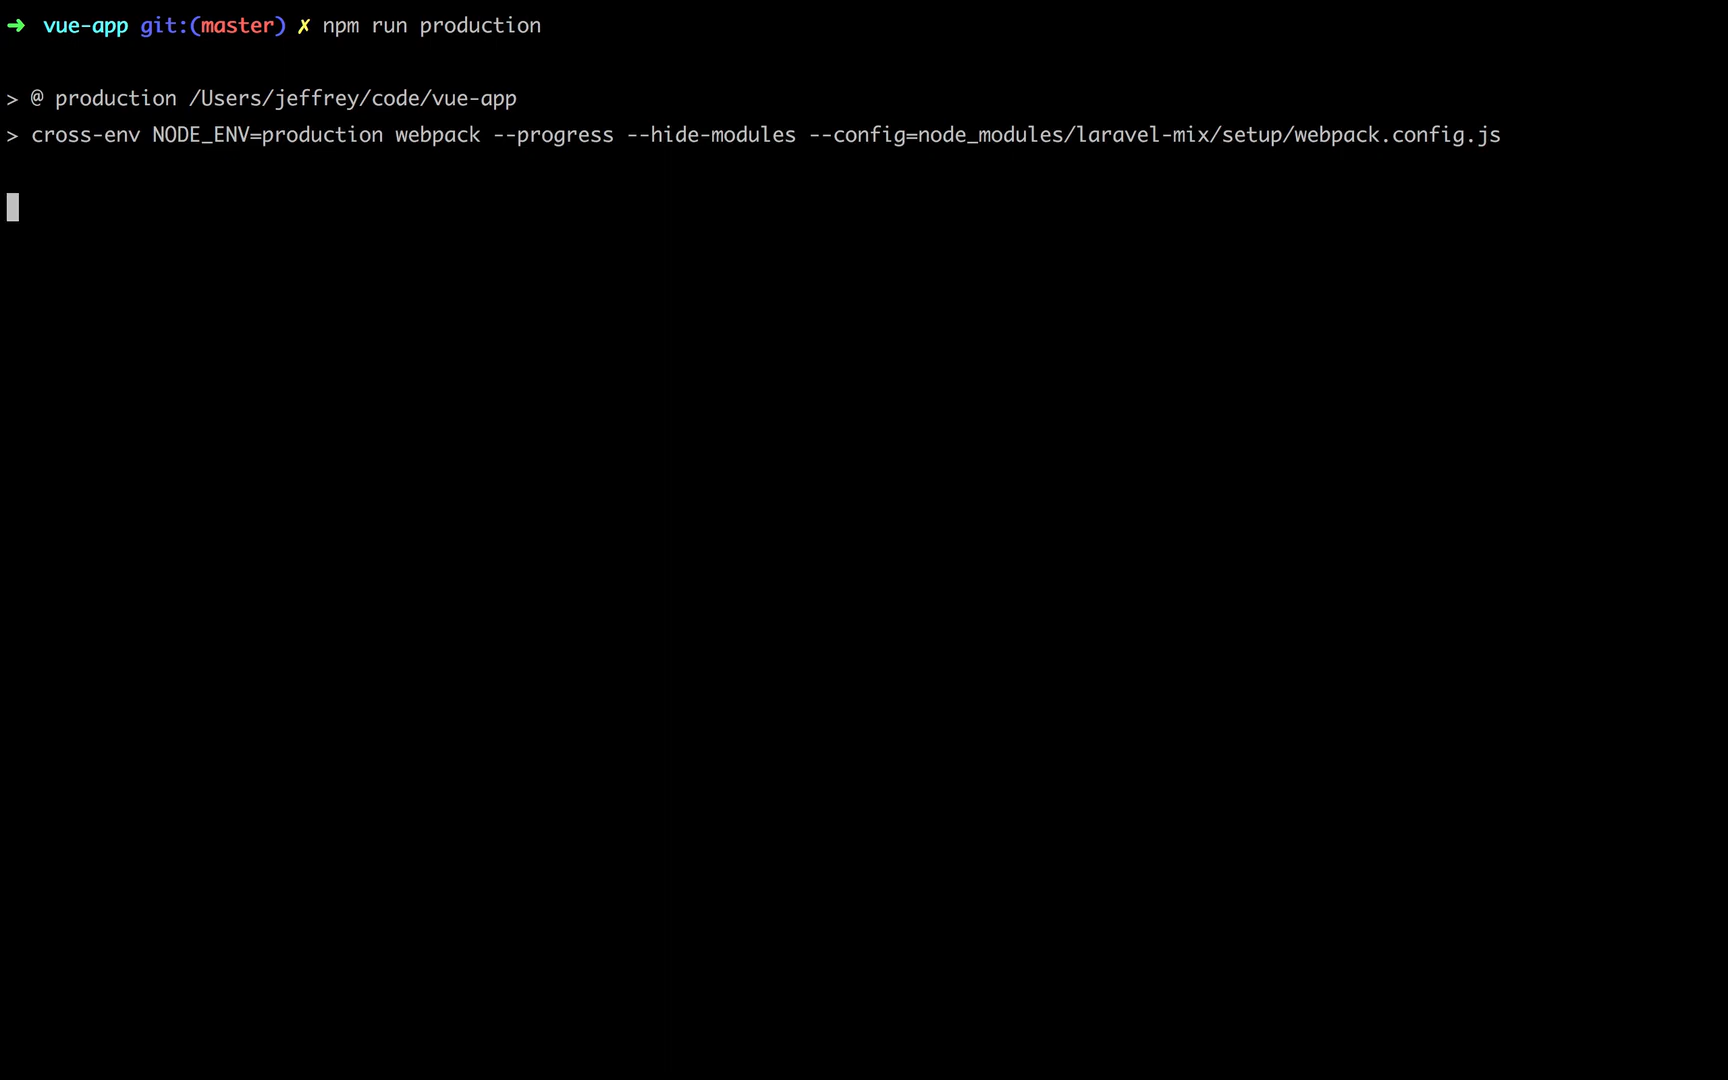 ➜ vue-app git:(master) ✗ npm run production
> @ production /Users/jeffrey/code/vue-app
> cross-env NODE_ENV=production webpack --progress --hide-modules --config=node_modules/laravel-mix/setup/webpack.config.js